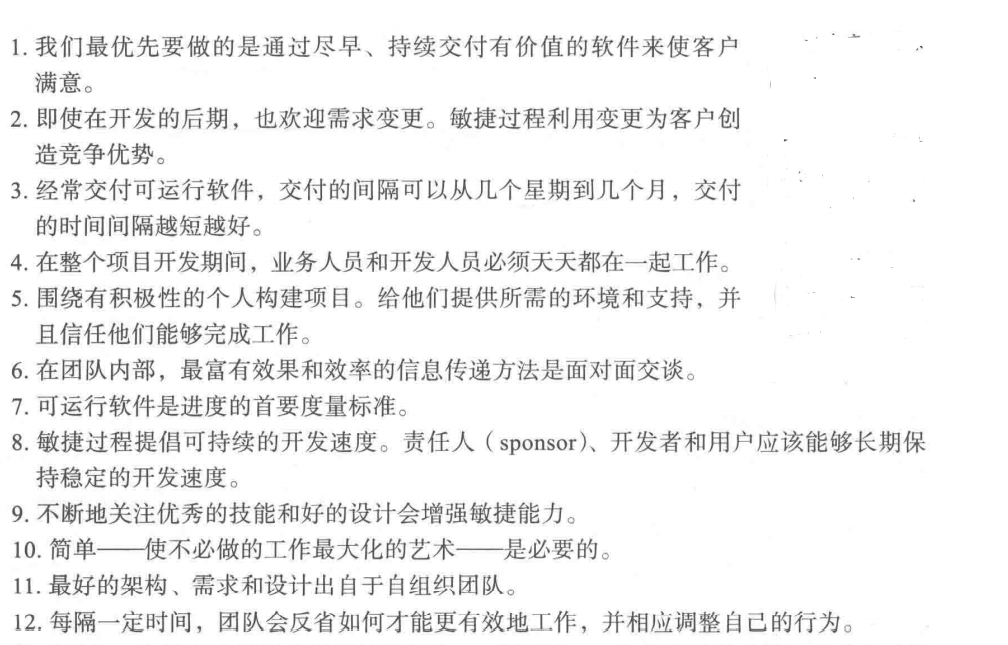 1. 我们最优先要做的是通过尽早、持续交付有价值的软件来使客户
满意。
2. 即使在开发的后期，也欢迎需求变更。敏捷过程利用变更为客户创
造竞争优势。
3. 经常交付可运行软件，交付的间隔可以从几个星期到几个月，交付
的时间间隔越短越好。
4. 在整个项目开发期间，业务人员和开发人员必须天天都在一起工作。
5. 围绕有积极性的个人构建项目。给他们提供所需的环境和支持，并
且信任他们能够完成工作。
6. 在团队内部，最富有效果和效率的信息传递方法是面对面交谈。
7. 可运行软件是进度的首要度量标准。
8. 敏捷过程提倡可持续的开发速度。责任人（sponsor）、开发者和用户应该能够长期保
持稳定的开发速度。
9. 不断地关注优秀的技能和好的设计会增强敏捷能力。
10. 简单——使不必做的工作最大化的艺术——是必要的。
11. 最好的架构、需求和设计出自于自组织团队。
12. 每隔一定时间，团队会反省如何才能更有效地工作，并相应调整自己的行为。